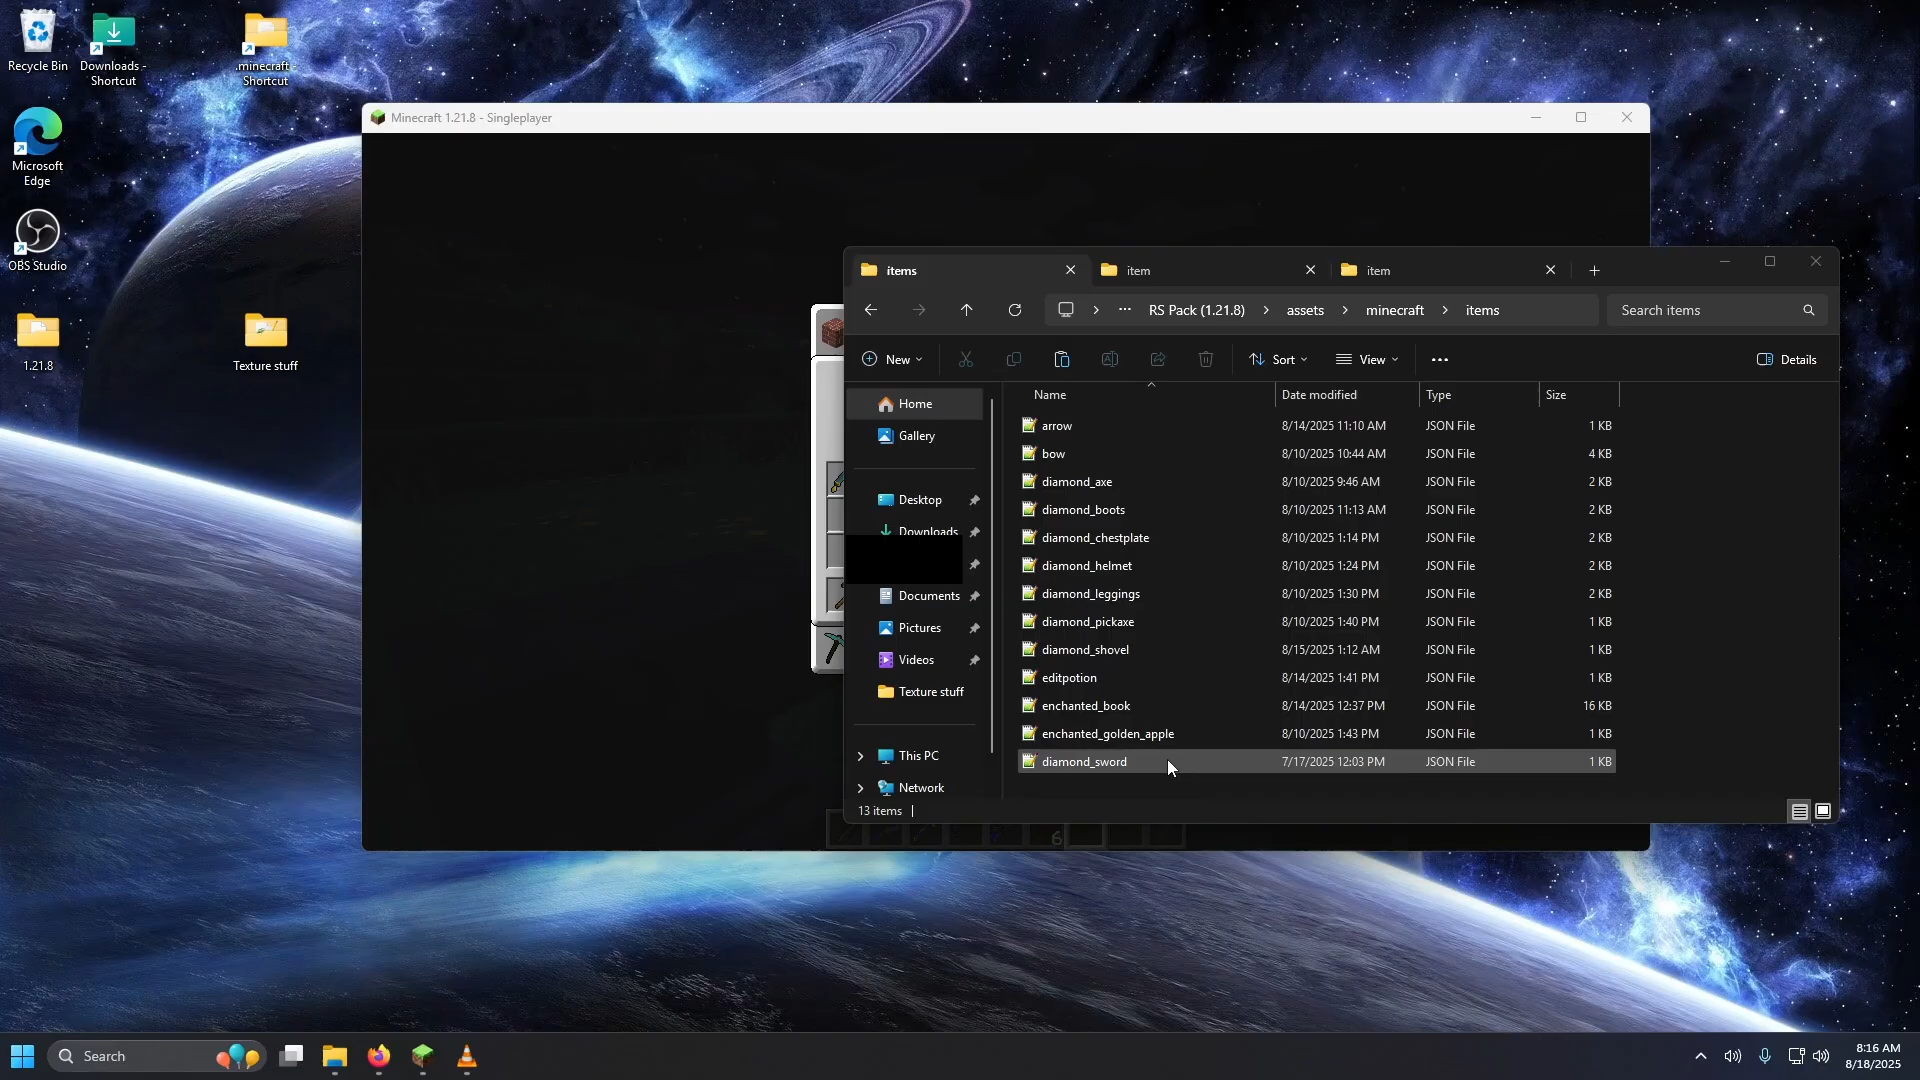 Recycle Bin
Downloads -
Shortcut
.minecraft -
Shortcut
Microsoft
Edge
OBS Studio
1.21.8
Texture stuff
Minecraft 1.21.8 - Singleplayer
items
item
item
RS Pack (1.21.8)
assets
minecraft
items
Search items
New
Sort
View
Details
Home
Gallery
Desktop
Downloads
Documents
Pictures
Videos
Texture stuff
This PC
Network
Name Date modified Type Size
arrow 8/14/2025 11:10 AM JSON File 1 KB
bow 8/10/2025 10:44 AM JSON File 4 KB
diamond_axe 8/10/2025 9:46 AM JSON File 2 KB
diamond_boots 8/10/2025 11:13 AM JSON File 2 KB
diamond_chestplate 8/10/2025 1:14 PM JSON File 2 KB
diamond_helmet 8/10/2025 1:24 PM JSON File 2 KB
diamond_leggings 8/10/2025 1:30 PM JSON File 2 KB
diamond_pickaxe 8/10/2025 1:40 PM JSON File 1 KB
diamond_shovel 8/15/2025 1:12 AM JSON File 1 KB
editpotion 8/14/2025 1:41 PM JSON File 1 KB
enchanted_book 8/14/2025 12:37 PM JSON File 16 KB
enchanted_golden_apple 8/10/2025 1:43 PM JSON File 1 KB
diamond_sword 7/17/2025 12:03 PM JSON File 1 KB
13 items
6
Search
8:16 AM
8/18/2025